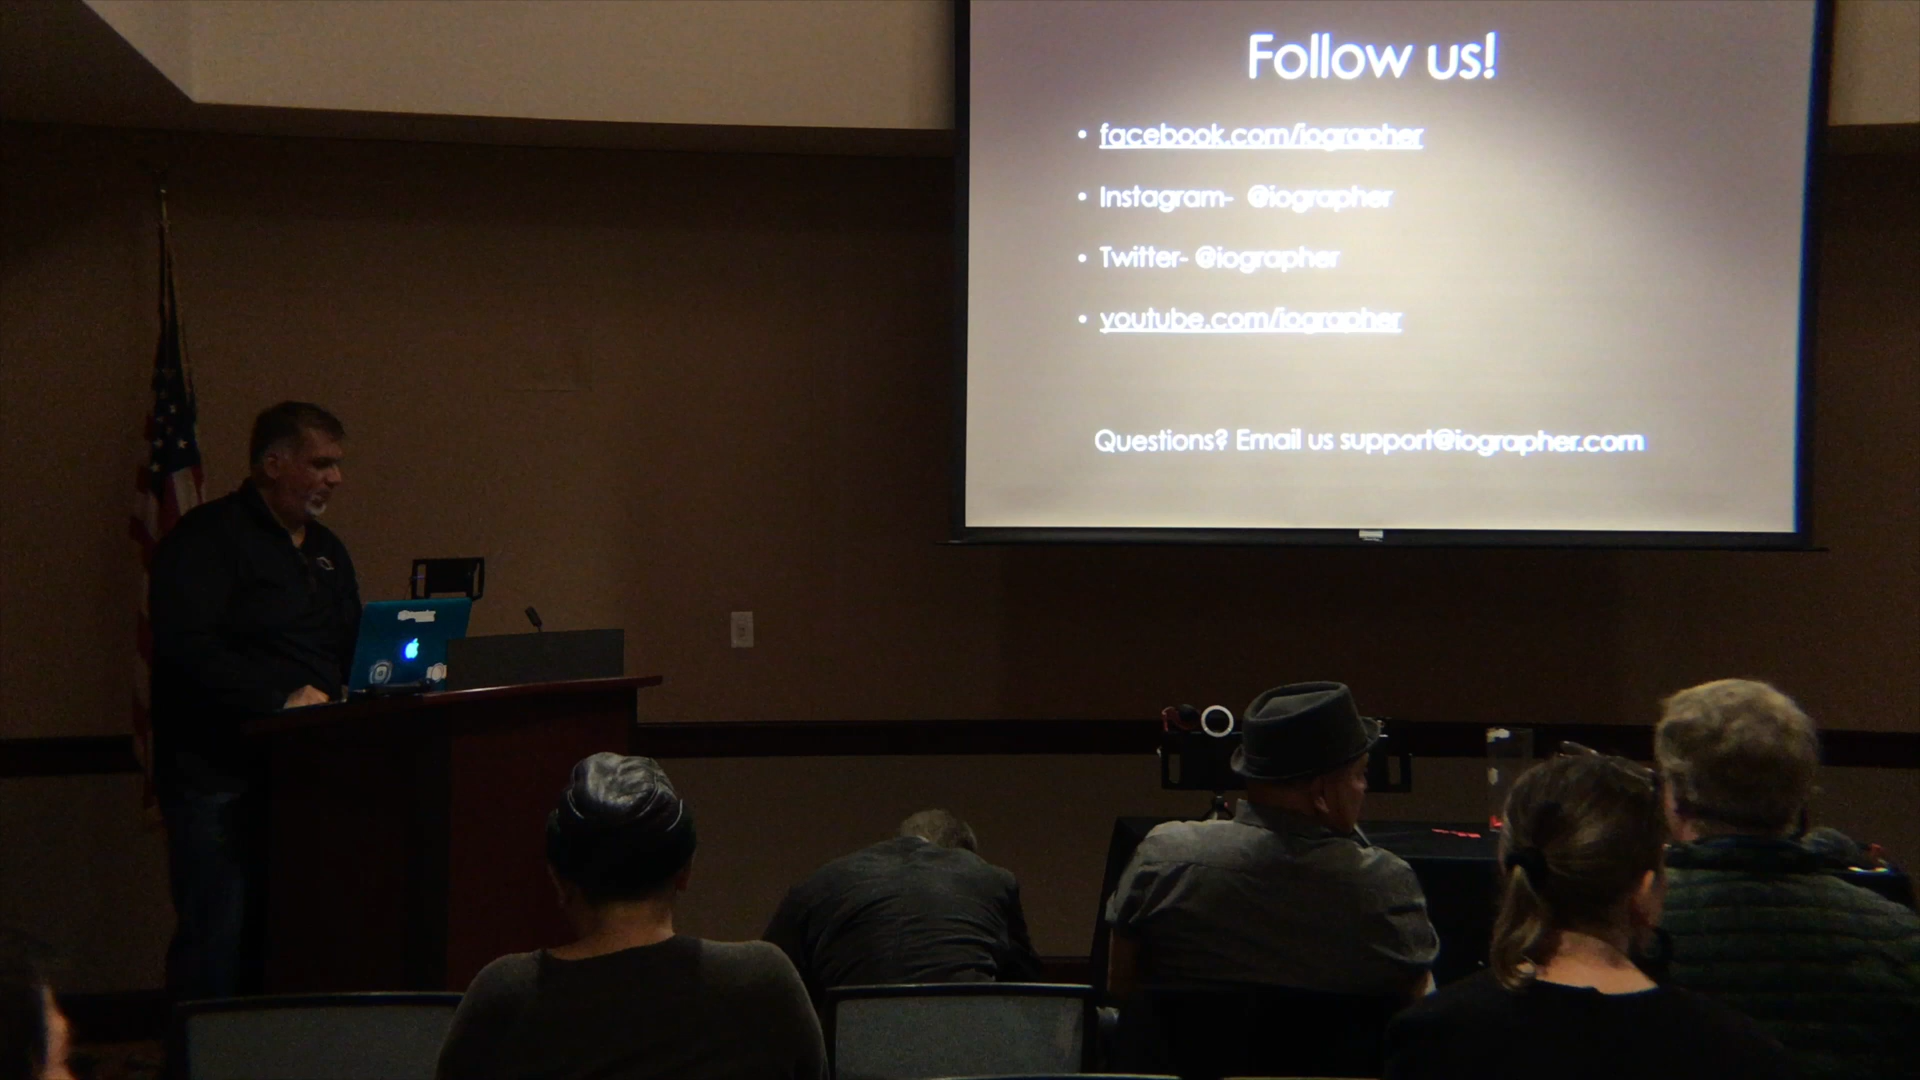 Follow us!
• facebook.com/iographer
• Instagram- @iographer
• Twitter- @iographer
• youtube.com/iographer
Questions? Email us support@iographer.com